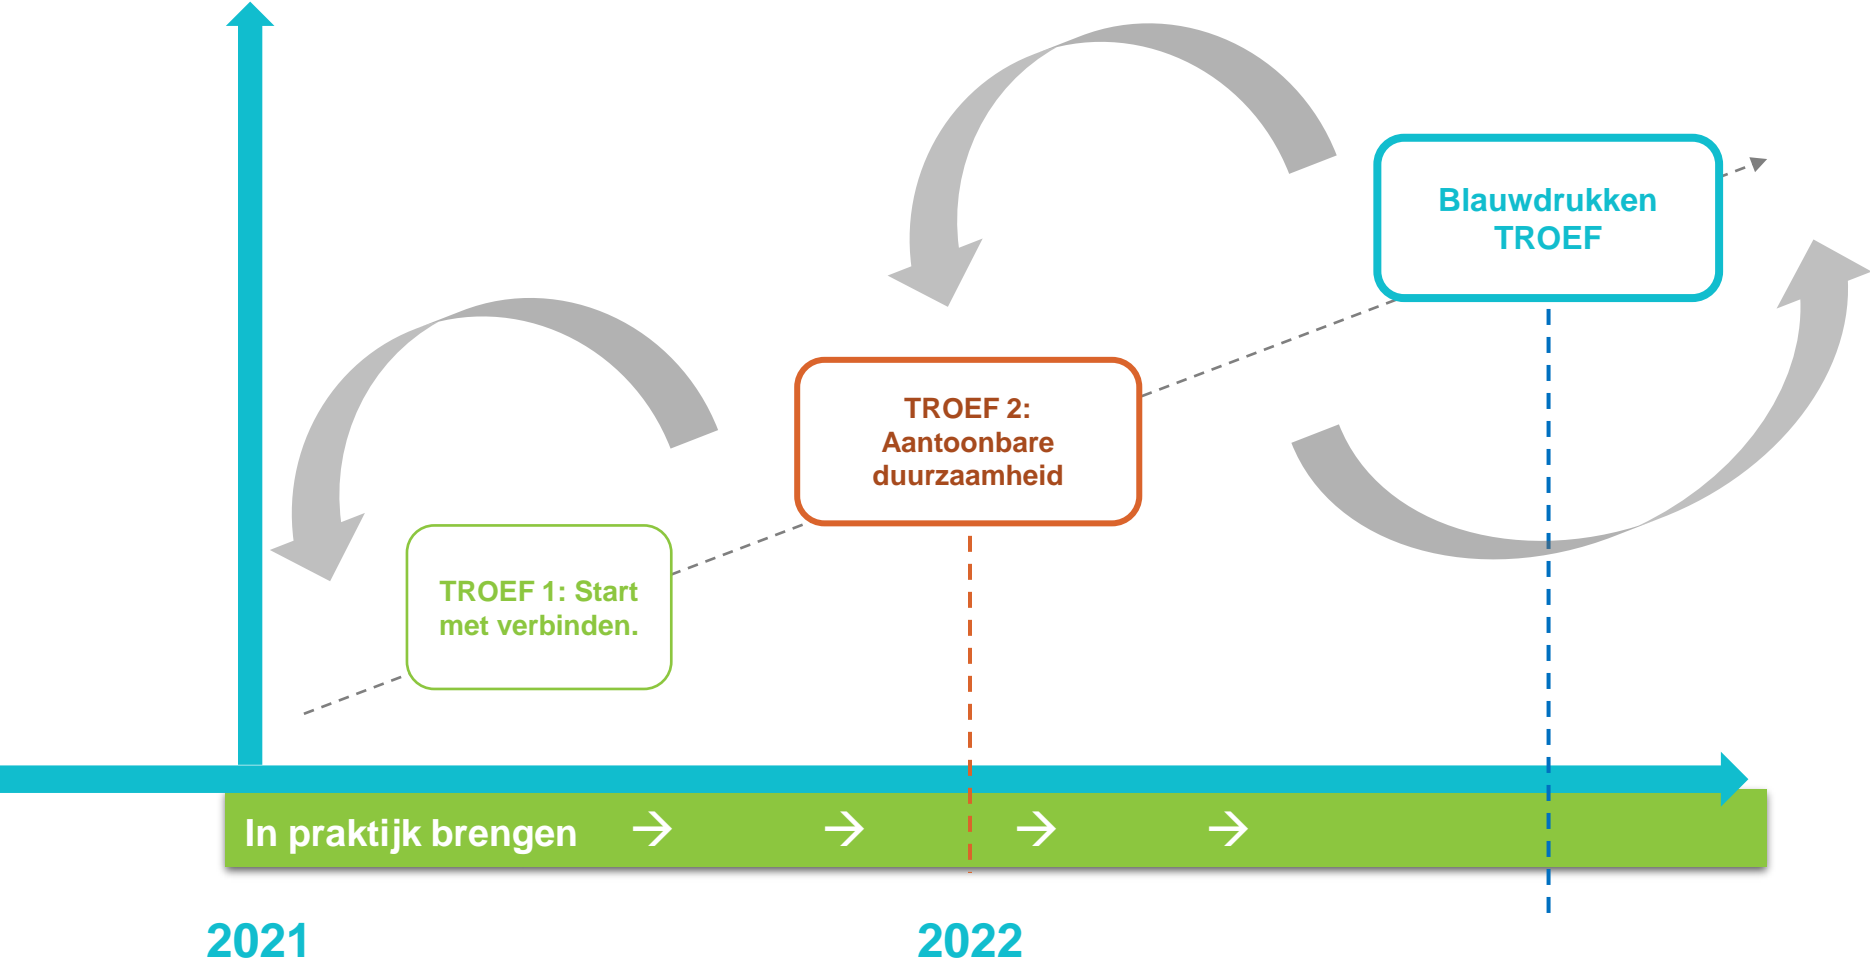 Blauwdrukken
TROEF
TROEF 2:
Aantoonbare
duurzaamheid
TROEF 1: Start
met verbinden.
In praktijk brengen → → → →
2021
2022